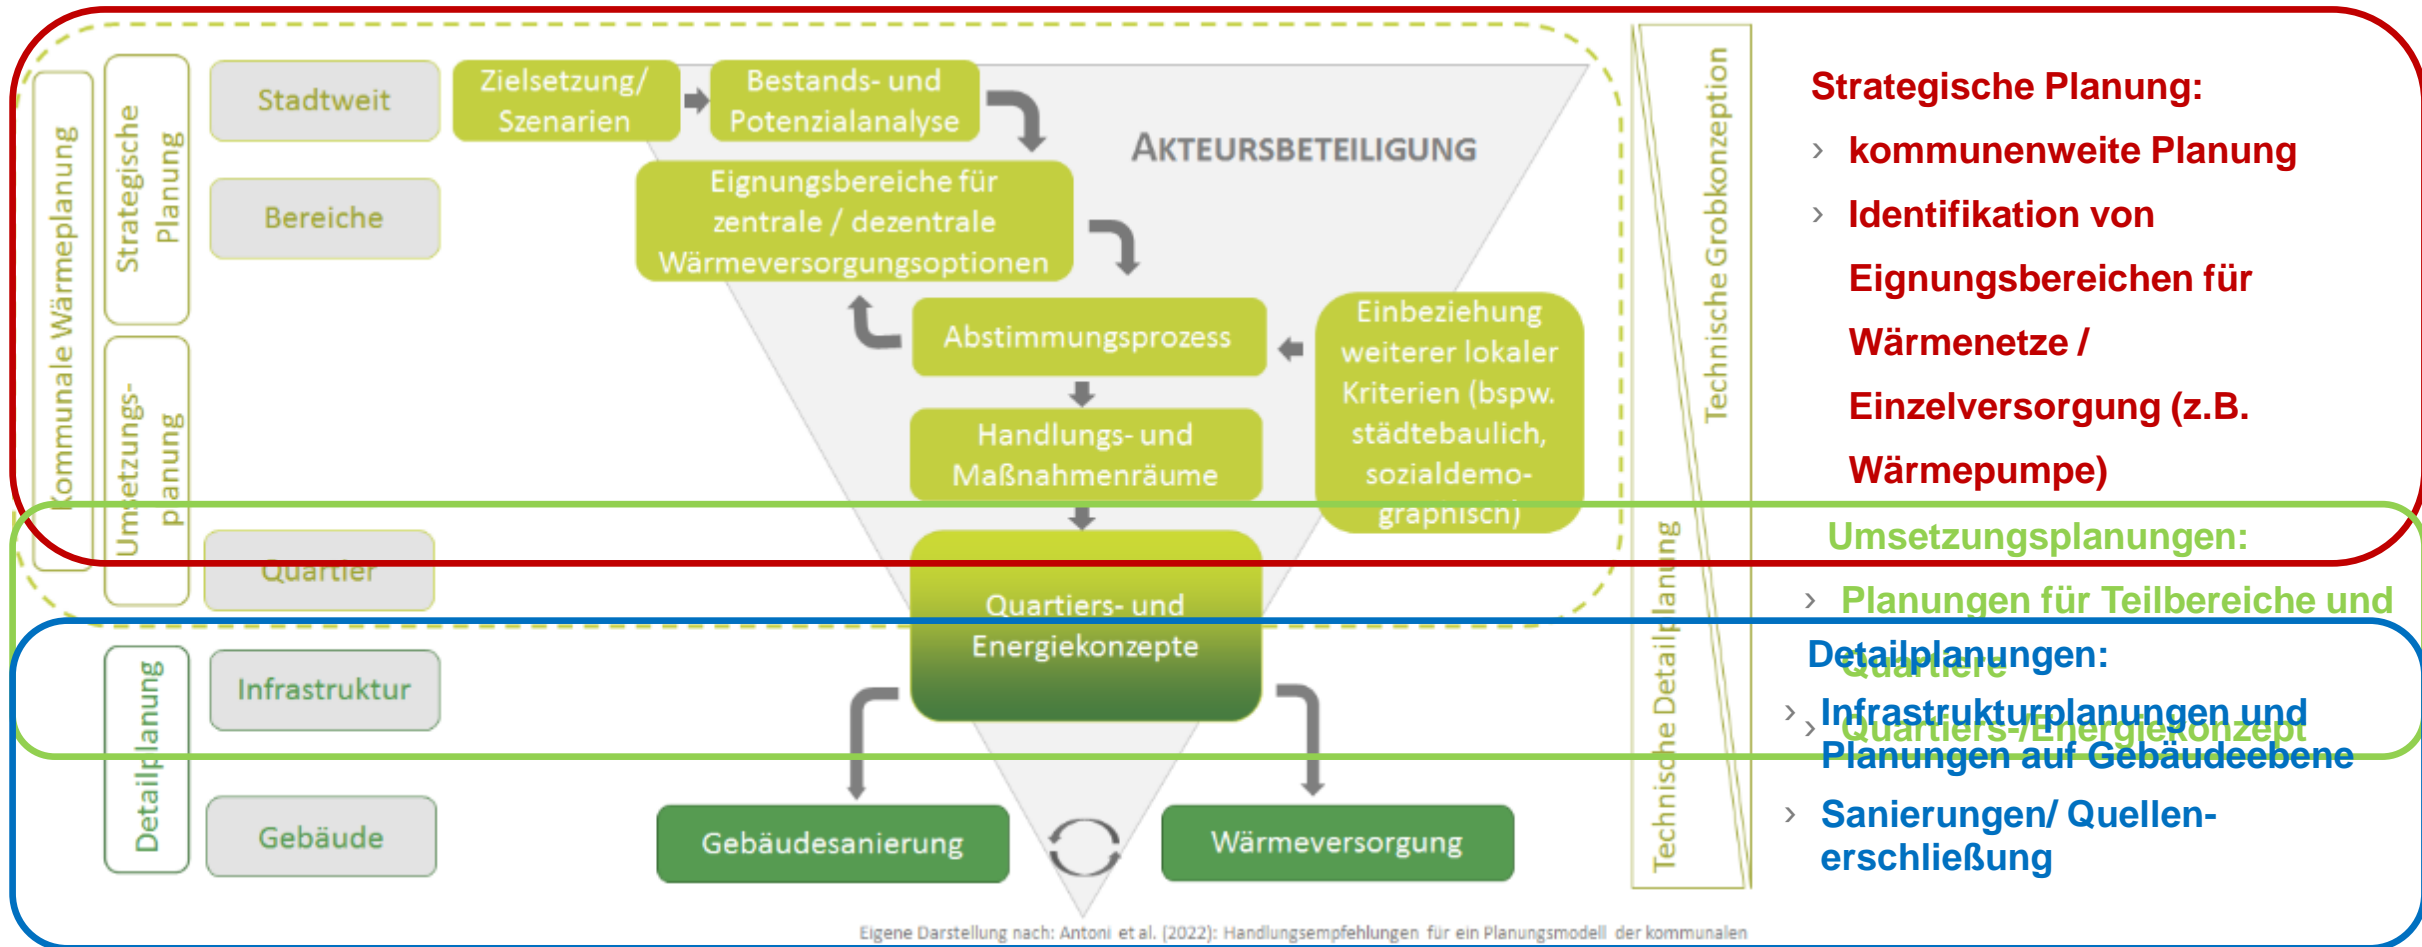 Kommunale Wärmeplanung
Strategische
Planung
Umsetzungs-
planung
Detailplanung
Stadtweit
Bereiche
Quartier
Infrastruktur
Gebäude
Zielsetzung/
Szenarien
Bestands- und
Potenzialanalyse
AKTEURSBETEILIGUNG
Eignungsbereiche für
zentrale / dezentrale
Wärmeversorgungsoptionen
Abstimmungsprozess
Einbeziehung
weiterer lokaler
Kriterien (bspw.
städtebaulich,
sozialdemo-
graphisch)
Handlungs- und
Maßnahmenräume
Quartiers- und
Energiekonzepte
Gebäudesanierung
Wärmeversorgung
Technische Grobkonzeption
Technische Detailplanung
Strategische Planung:
› kommunenweite Planung
› Identifikation von
Eignungsbereichen für
Wärmenetze /
Einzelversorgung (z.B.
Wärmepumpe)
Umsetzungsplanungen:
› Planungen für Teilbereiche und
Quartiere
› Quartiers-/Energiekonzept
Detailplanungen:
› Infrastrukturplanungen und
Planungen auf Gebäudeebene
› Sanierungen/ Quellen-
erschließung
Eigene Darstellung nach: Antoni et al. (2022): Handlungsempfehlungen für ein Planungsmodell der kommunalen